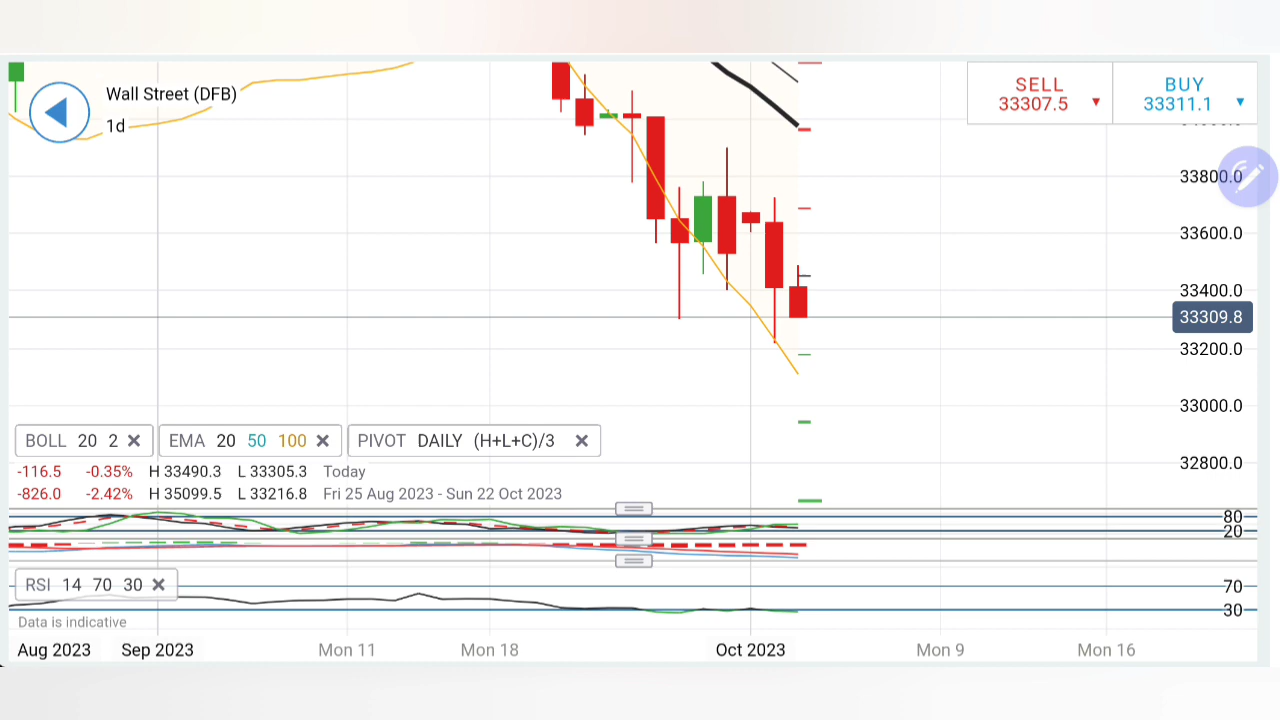 Wall Street (DFB)
1d
SELL
33307.5
BUY
33311.1
33800.0
33600.0
33400.0
33309.8
33200.0
33000.0
32800.0
BOLL 20 2
EMA 20 50 100
PIVOT DAILY (H+L+C)/3
-116.5 -0.35% H 33490.3 L 33305.3 Today
-826.0 -2.42% H 35099.5 L 33216.8 Fri 25 Aug 2023 - Sun 22 Oct 2023
80
20
RSI 14 70 30
70
30
Data is indicative
Aug 2023 Sep 2023 Mon 11 Mon 18 Oct 2023 Mon 9 Mon 16